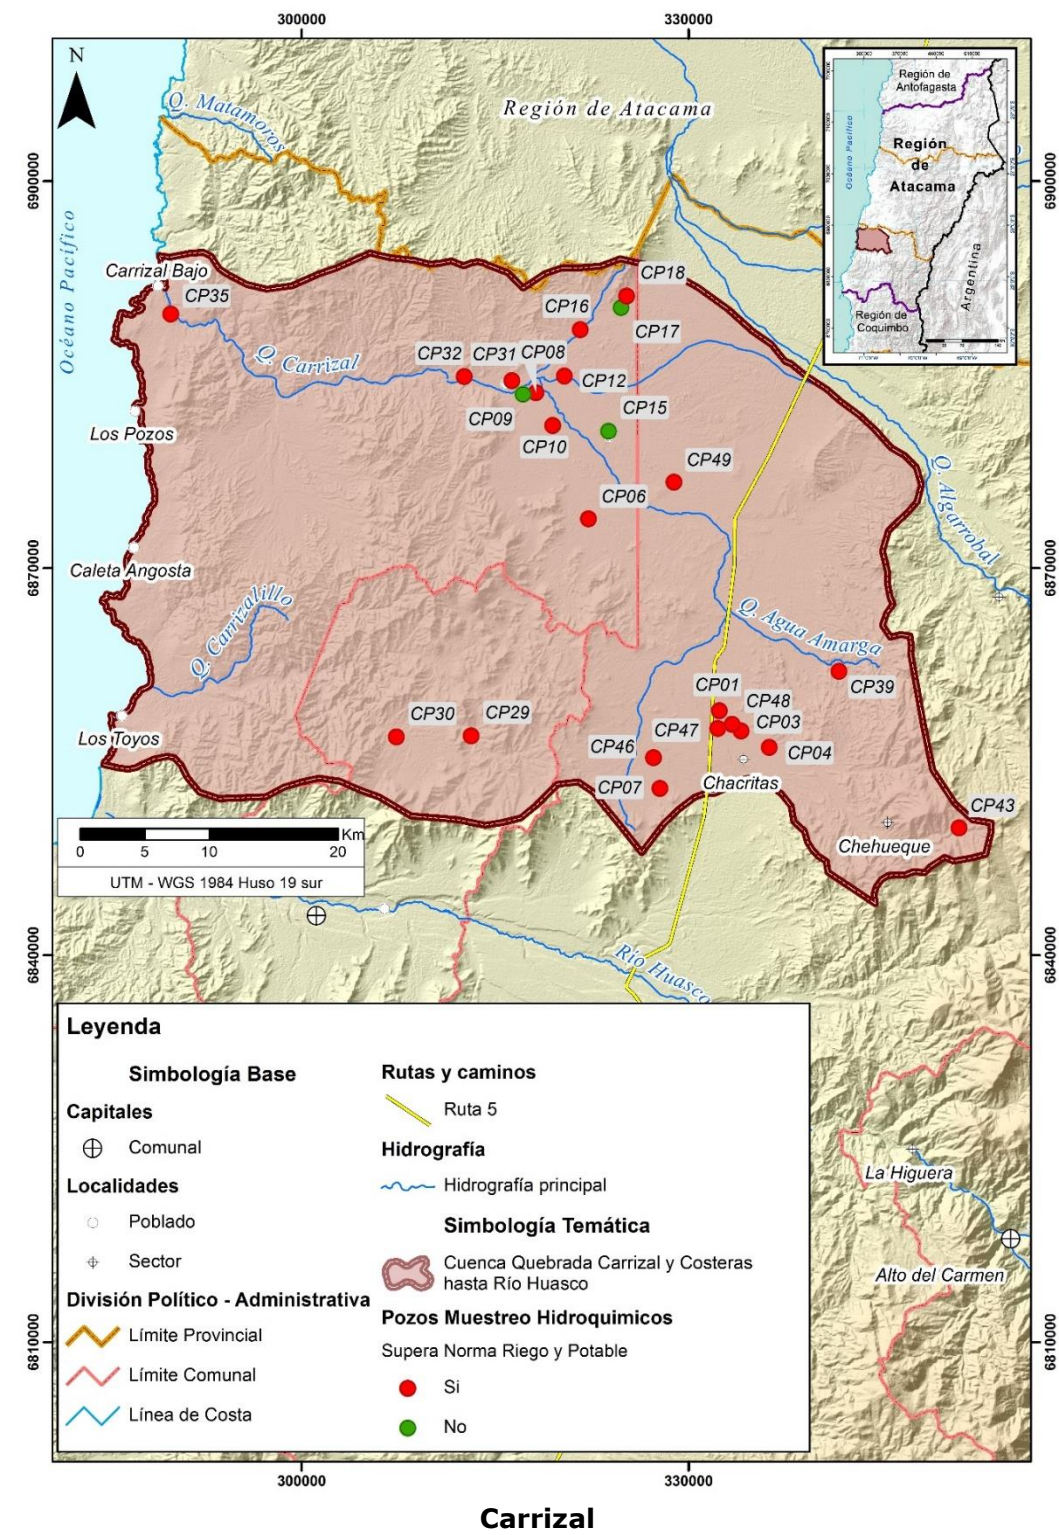 300000
330000
N
Q. Matamoros
Región de Atacama
Región de
Antofagasta
Océano Pacífico
Región
de
Atacama
Argentina
Región de
Coquimbo
6900000
6900000
Océano Pacífico
Carrizal Bajo
CP35
CP18
CP16
CP17
Q. Carrizal
CP32
CP31
CP08
CP12
CP09
CP10
CP15
Los Pozos
CP49
CP06
Q. Algarrobal
6870000
6870000
Caleta Angosta
Q. Carrizalillo
Q. Agua Amarga
CP39
CP01
CP48
CP30
CP29
CP47
CP03
Los Toyos
CP46
CP04
CP07
Chacritas
CP43
Chehueque
Km
0 5 10 20
UTM - WGS 1984 Huso 19 sur
6840000
6840000
Río Huasco
Leyenda
Simbología Base
Capitales
Comunal
Localidades
Poblado
Sector
División Político - Administrativa
Límite Provincial
Límite Comunal
Línea de Costa
Rutas y caminos
Ruta 5
Hidrografía
Hidrografía principal
Simbología Temática
Cuenca Quebrada Carrizal y Costeras
hasta Río Huasco
Pozos Muestreo Hidroquimicos
Supera Norma Riego y Potable
Si
No
La Higuera
Alto del Carmen
6810000
6810000
300000
330000
Carrizal